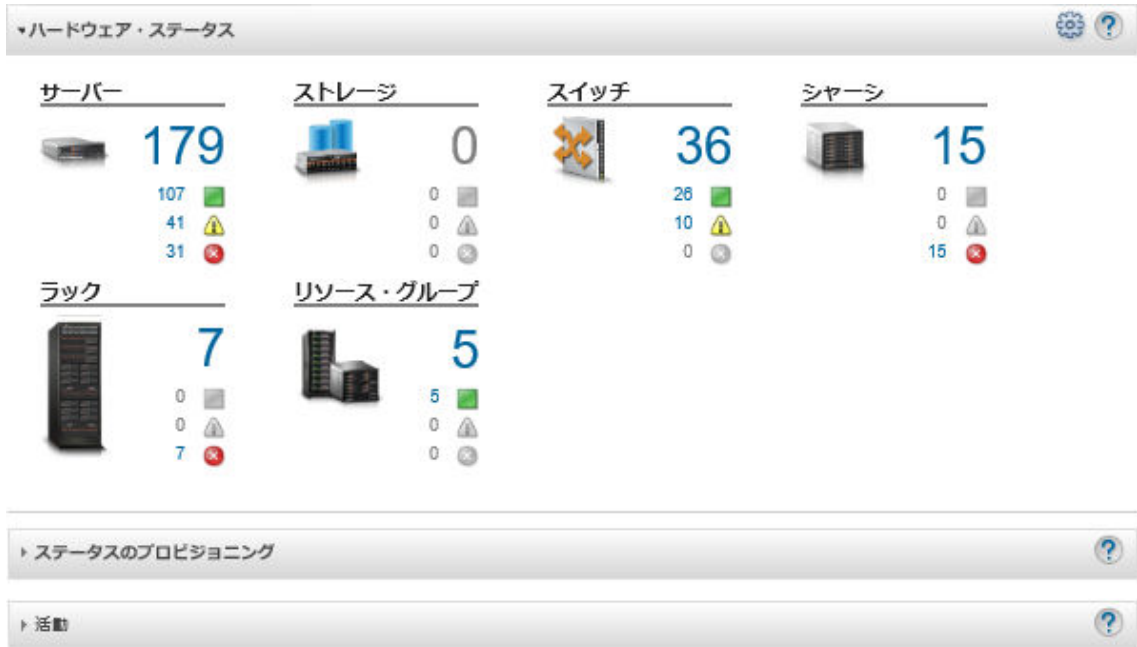 ハードウェア・ステータス
サーバー
179
107
41
31
ストレージ
0
0
0
0
スイッチ
36
26
10
0
シャーシ
15
0
0
15
ラック
7
0
0
7
リソース・グループ
5
5
0
0
ステータスのプロビジョニング
活動